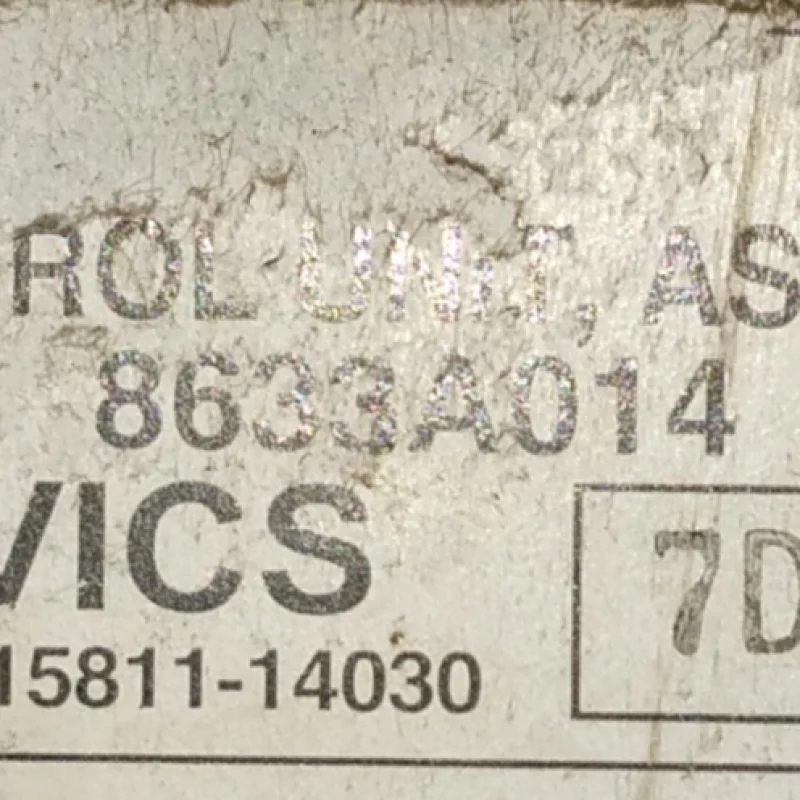 ROL UNIT, AS
8633A014
VICS
7D
15811-14030